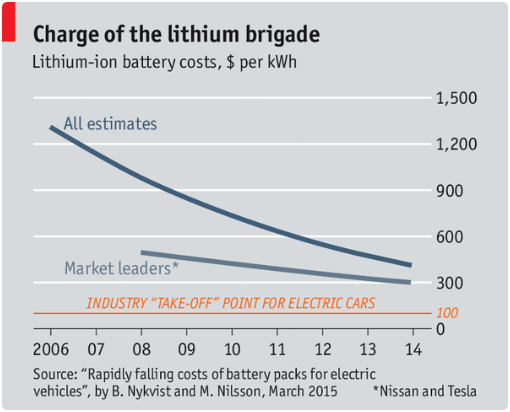 Charge of the lithium brigade
Lithium-ion battery costs, $ per kWh
1,500
All estimates
1,200
900
600
Market leaders*
300
INDUSTRY “TAKE-OFF” POINT FOR ELECTRIC CARS
100
0
2006 07 08 09 10 11 12 13 14
Source: “Rapidly falling costs of battery packs for electric
vehicles”, by B. Nykvist and M. Nilsson, March 2015 *Nissan and Tesla